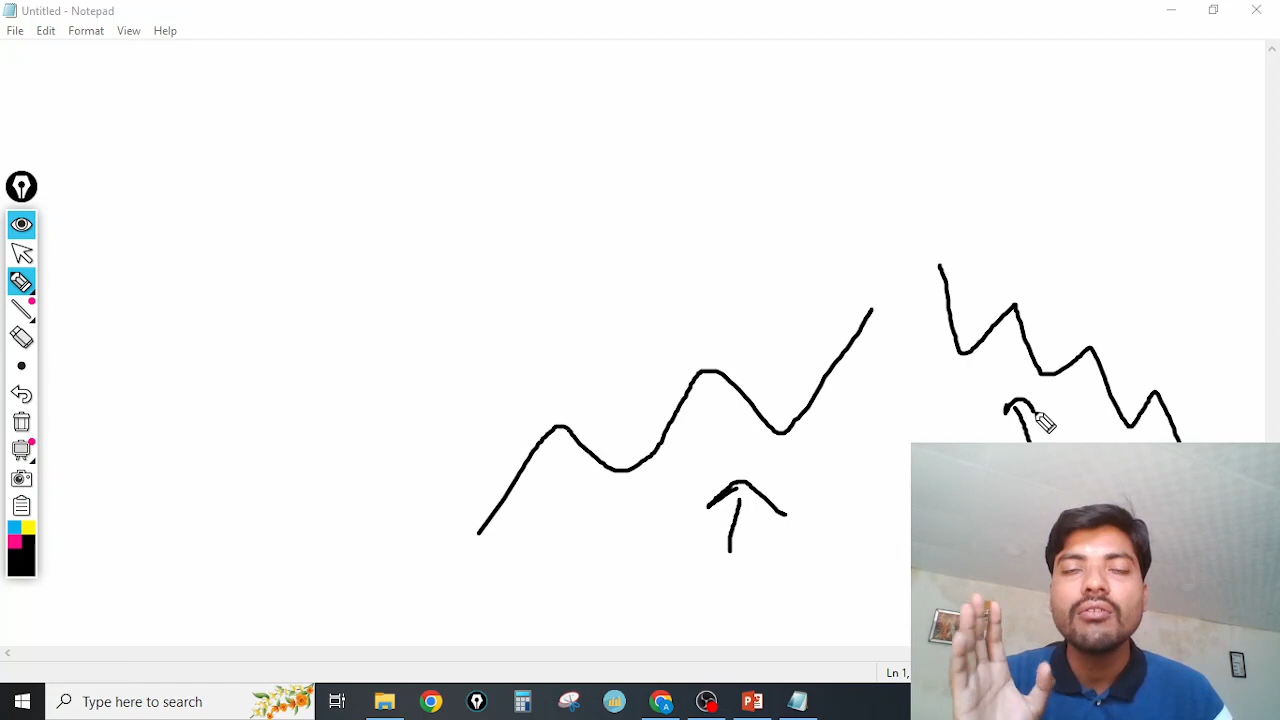 Untitled - Notepad
File Edit Format View Help
Ln 1,
Type here to search